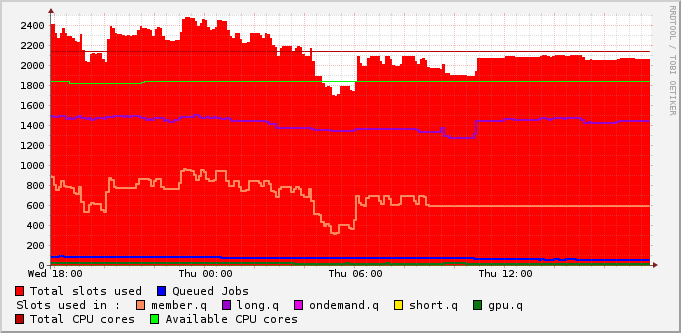 2400
2200
2000
1800
1600
1400
1200
1000
800
600
400
200
0
Wed 18:00 Thu 00:00 Thu 06:00 Thu 12:00
Total slots used Queued Jobs
Slots used in : member.q long.q ondemand.q short.q gpu.q
Total CPU cores Available CPU cores
RRDTOOL / TOBI OETIKER